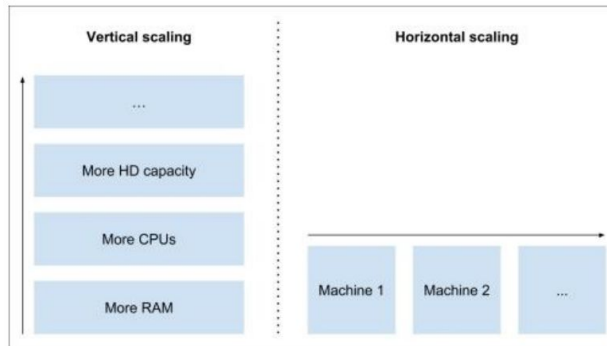 Vertical scaling
Horizontal scaling
...
More HD capacity
More CPUs
More RAM
Machine 1
Machine 2
...